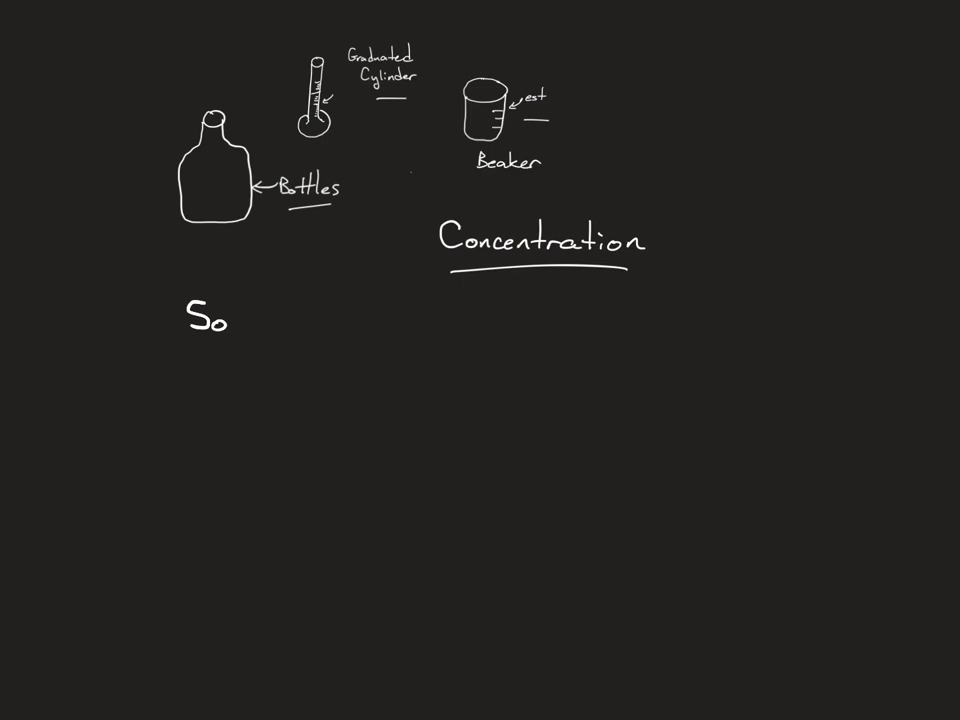 Graduated
Cylinder
est
Beaker
Bottles
Concentration
So